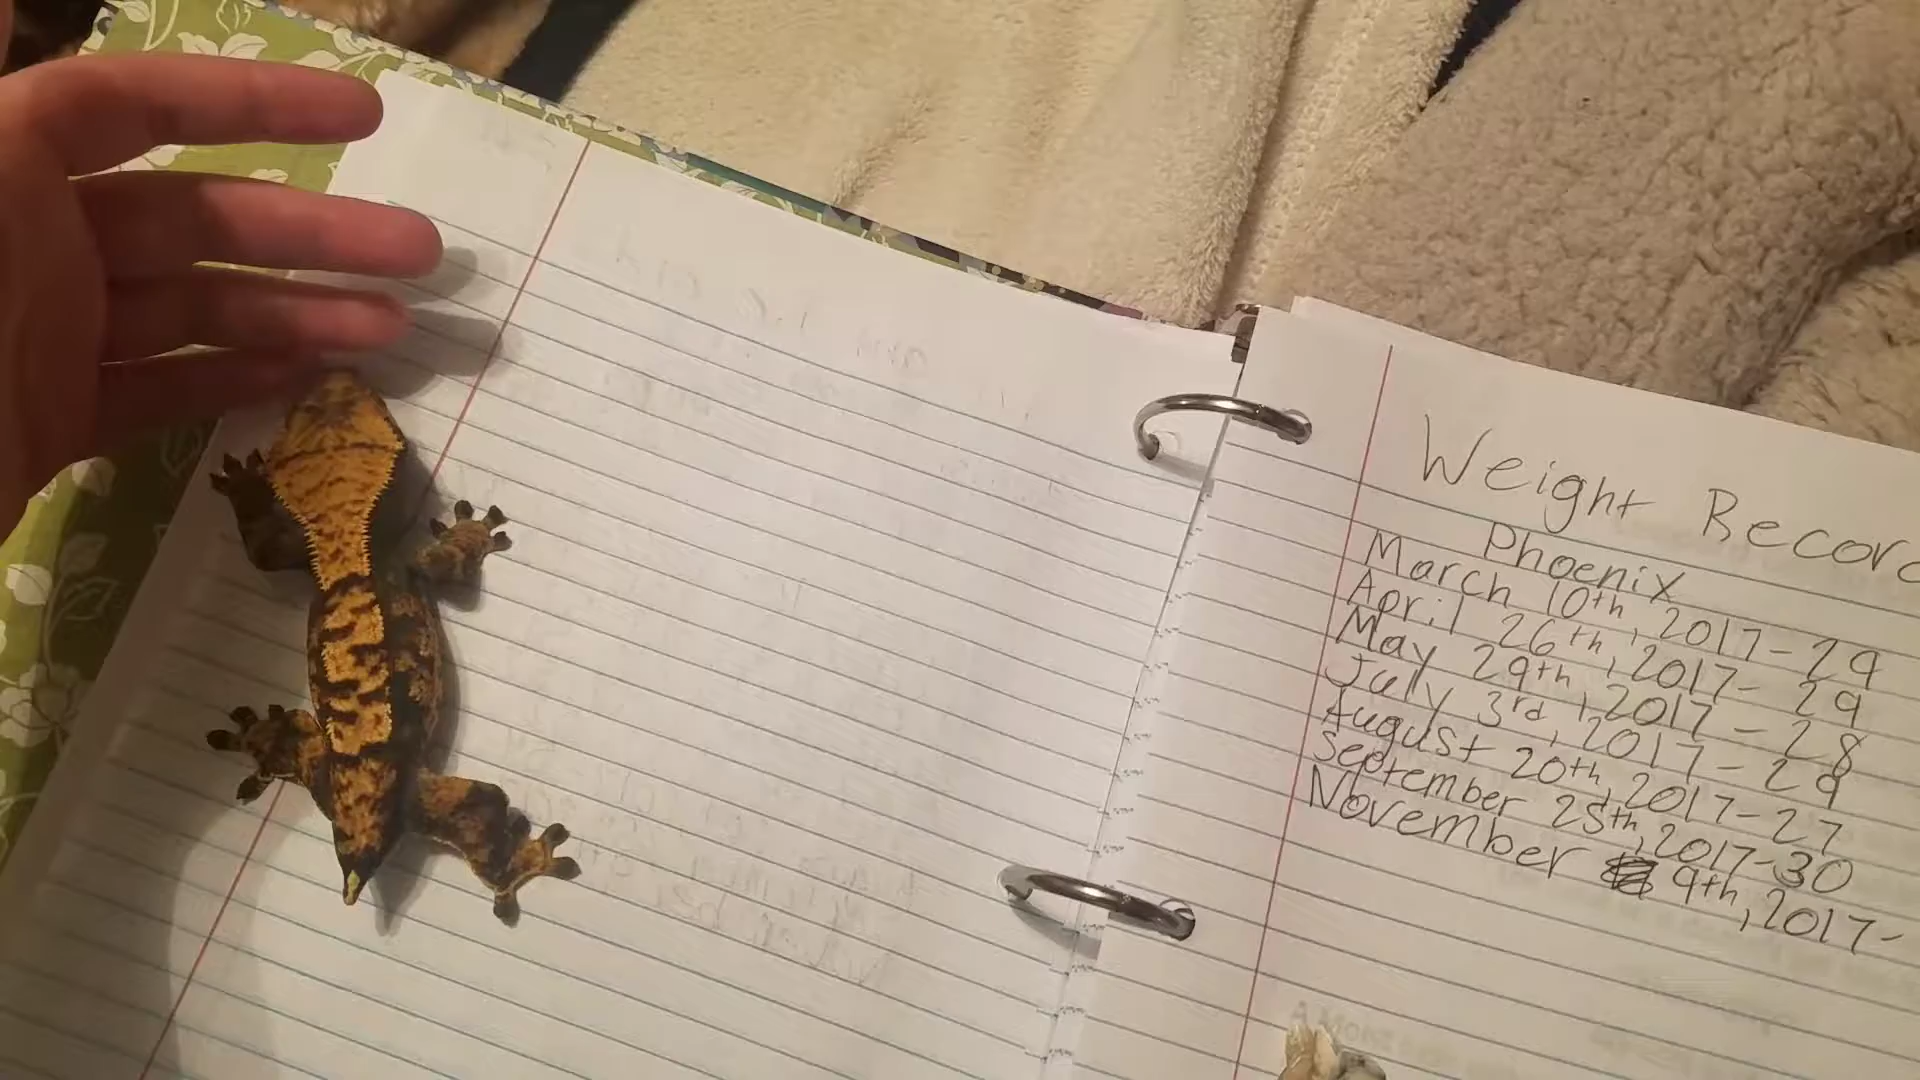 Weight Recor
Phoenix
March 10th, 2017-29
April 26th, 2017-29
May 29th, 2017-28
July 3rd, 2017-29
August 20th, 2017-27
September 25th, 2017-30
November 9th, 2017-